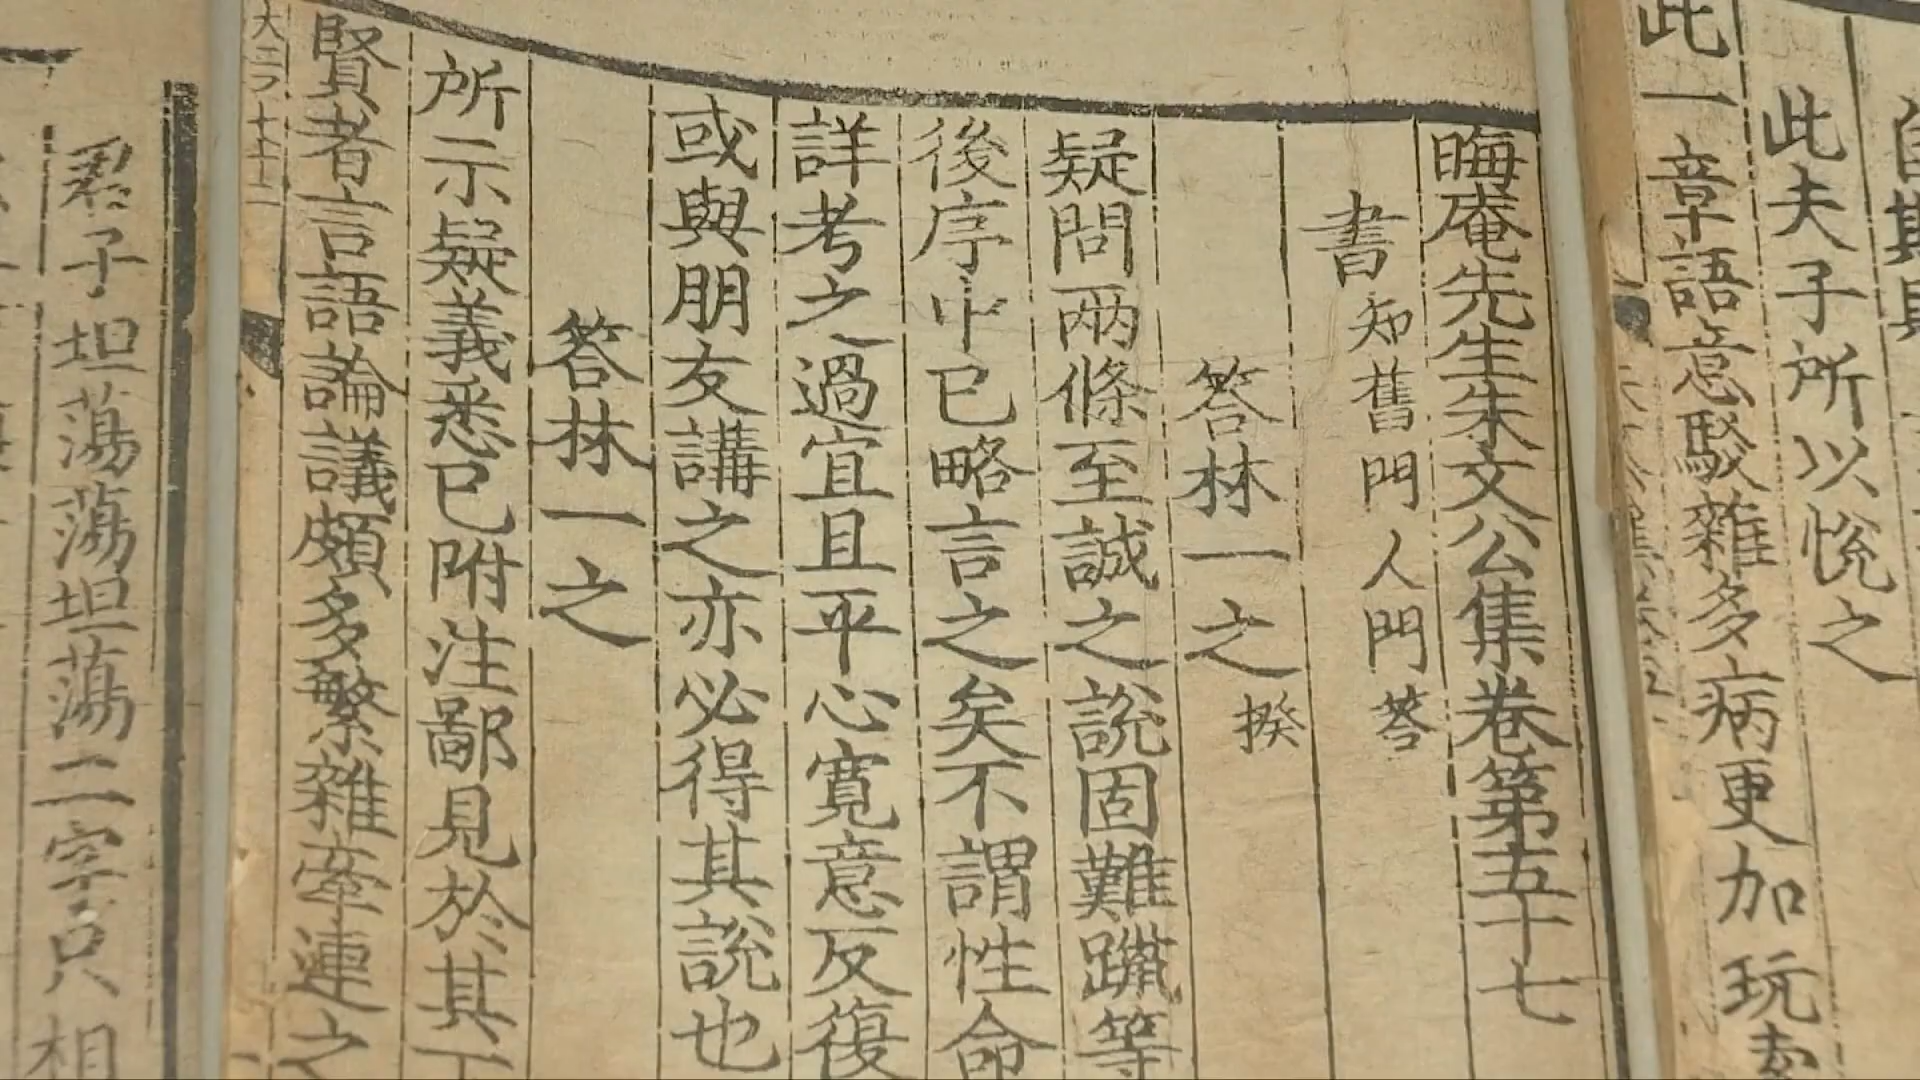 此夫子所以悅之
此一章語意駁雜多病更加玩
晦庵先生朱文公集卷第五十七
書 知舊門人門答
答林一之 揆
疑問兩條至誠之說固難躐等
後序中已略言之矣不謂性命
詳考之過宜且平心寬意反復
或與朋友講之亦必得其說也
答林一之
所示疑義悉已附注鄙見於其下
賢者言語論議頗多繁雜牽連之
君子坦蕩蕩坦蕩二字只相